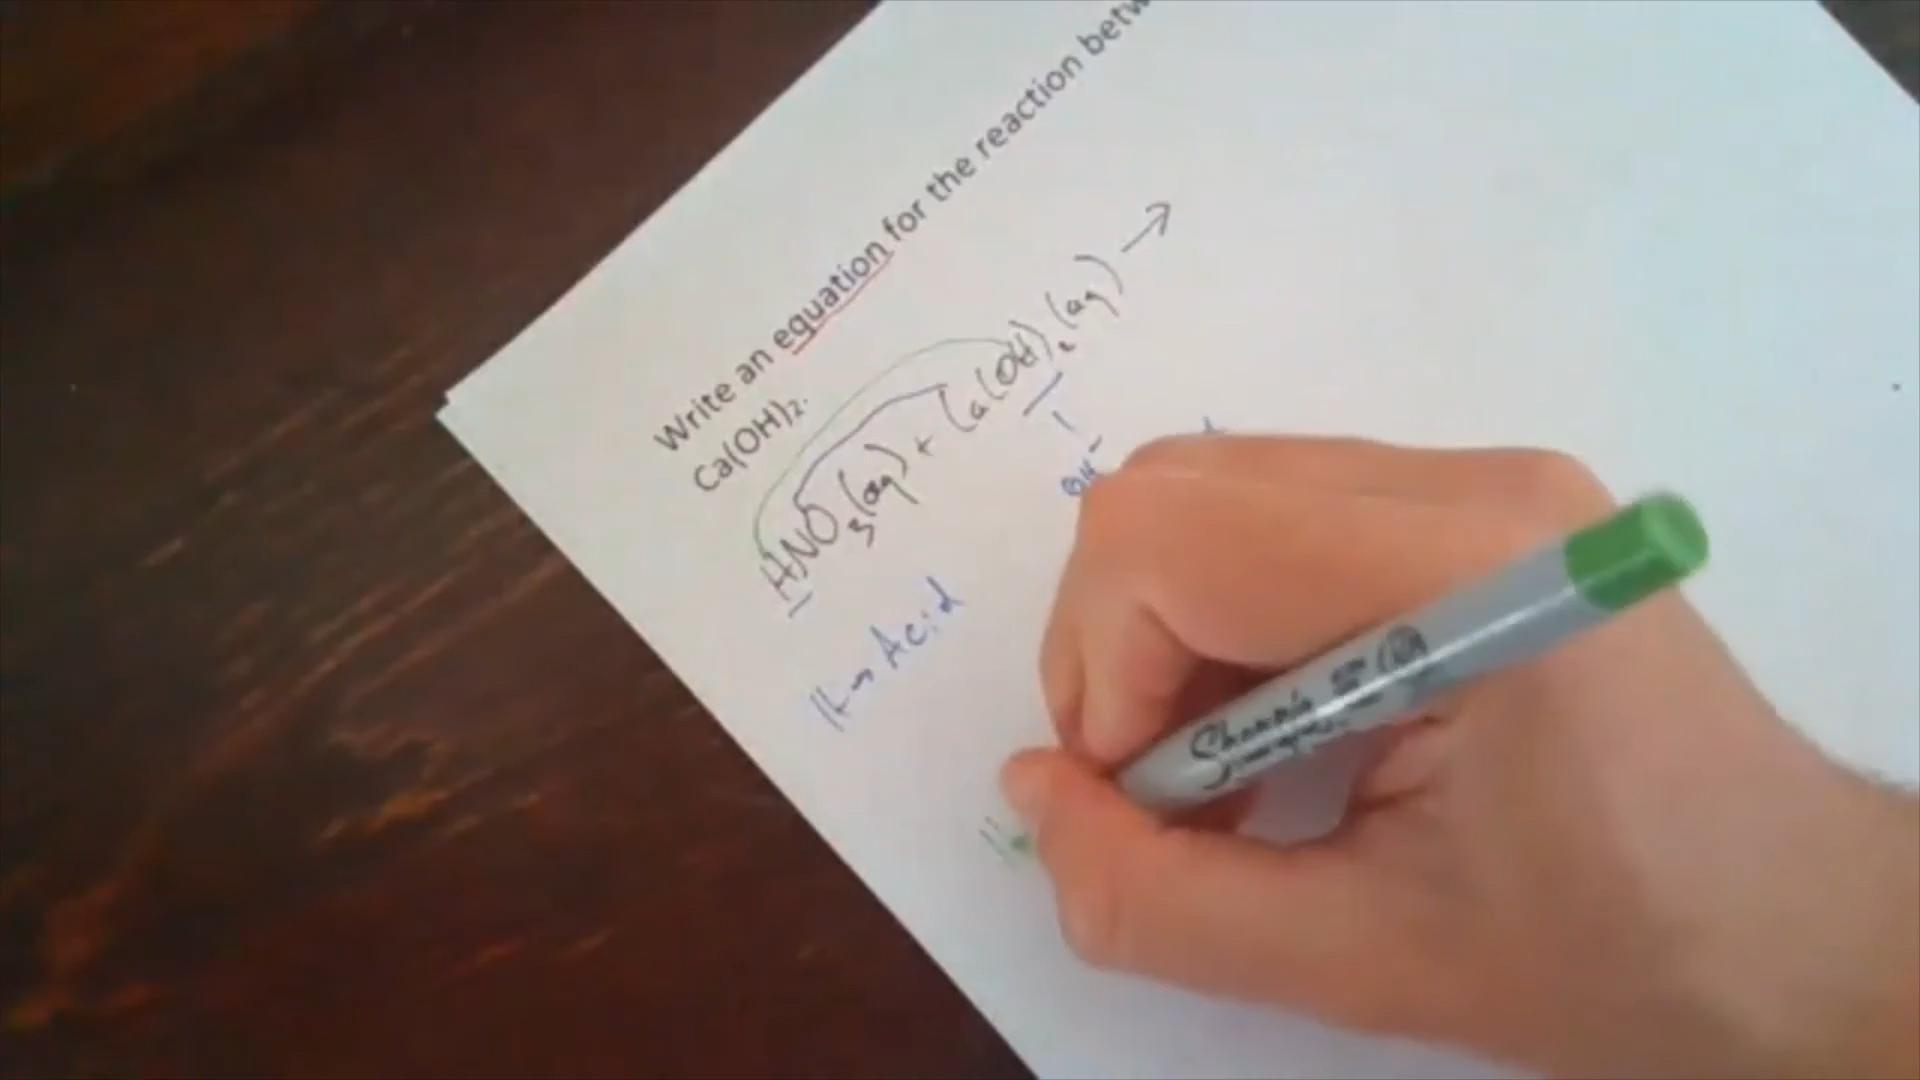 Write an equation for the reaction betw
Ca(OH)₂.
HNO₃(aq) + Ca(OH)₂(aq) →
OH⁻
H → Acid
H+
Sharpie